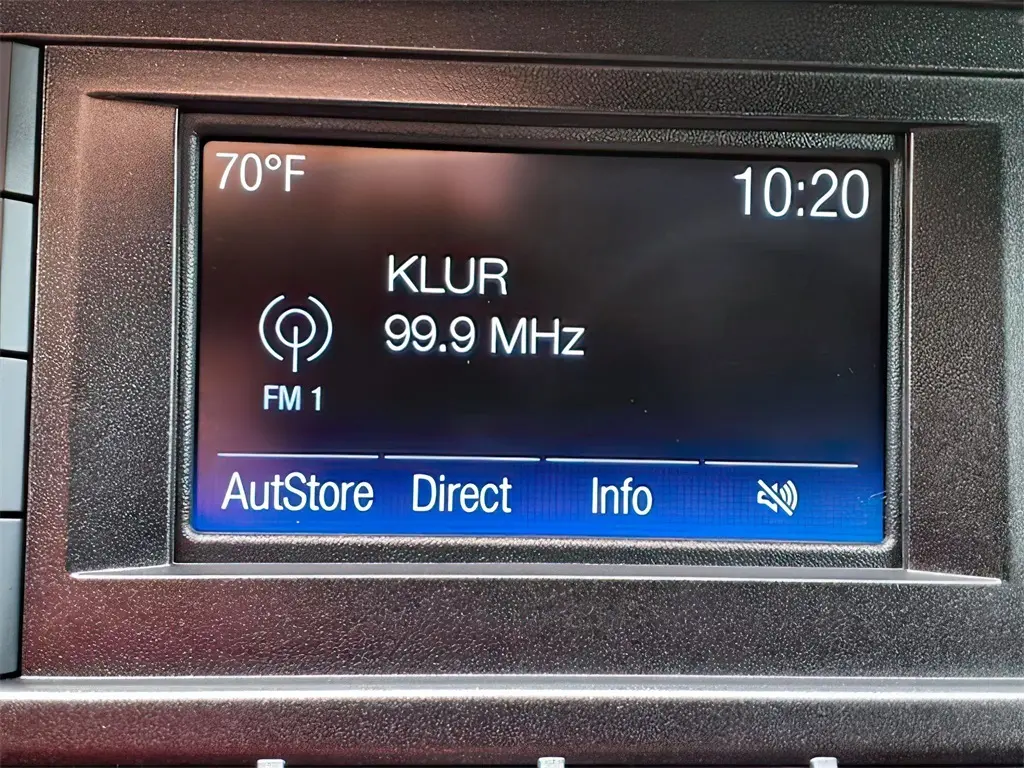 70°F
10:20
KLUR
99.9 MHz
FM 1
AutStore Direct Info